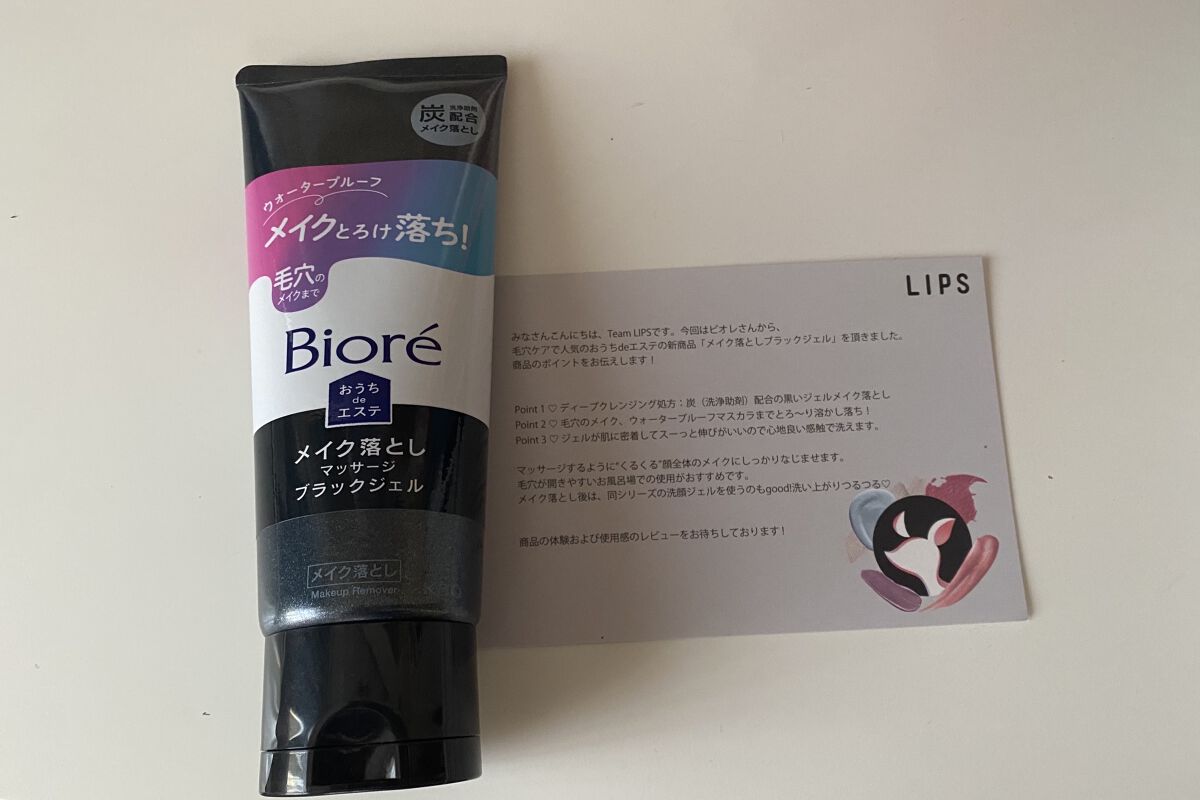 炭 洗浄助剤
配合
メイク落とし
ウォータープルーフ
メイクとろけ落ち!
毛穴の
メイクまで
Bioré
おうち
de
エステ
メイク落とし
マッサージ
ブラックジェル
メイク落とし
Makeup Remover
LIPS
みなさんこんにちは、Team LIPSです。今回はビオレさんから、
毛穴ケアで人気のおうちdeエステの新商品「メイク落としブラックジェル」を頂きました。
商品のポイントをお伝えします!
Point 1 ♡ ディープクレンジング処方:炭(洗浄助剤)配合の黒いジェルメイク落とし
Point 2 ♡ 毛穴のメイク、ウォータープルーフマスカラまでとろ〜り溶かし落ち!
Point 3 ♡ ジェルが肌に密着してスーっと伸びがいいので心地良い感触で洗えます。
マッサージするように"くるくる"顔全体のメイクにしっかりなじませます。
毛穴が開きやすいお風呂場での使用がおすすめです。
メイク落とし後は、同シリーズの洗顔ジェルを使うのもgood!洗い上がりつるつる♡
商品の体験および使用感のレビューをお待ちしております!